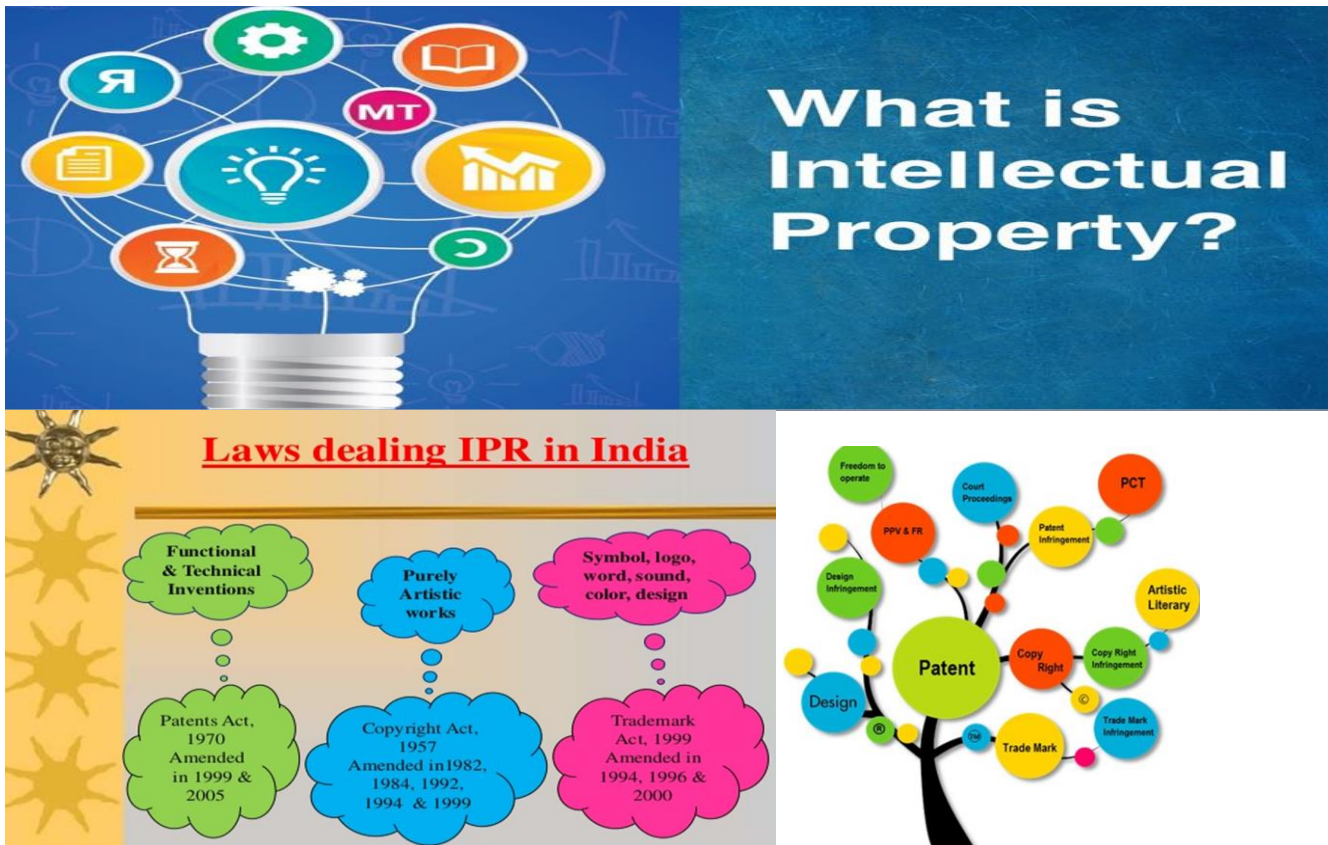 Я
MT
C
What is
Intellectual
Property?
Laws dealing IPR in India
Functional
& Technical
Inventions
Purely
Artistic
works
Symbol, logo,
word, sound,
color, design
Patents Act,
1970
Amended
in 1999 &
2005
Copyright Act,
1957
Amended in1982,
1984, 1992,
1994 & 1999
Trademark
Act, 1999
Amended in
1994, 1996 &
2000
Freedom to
operate
Court
Proceedings
PCT
PPV & FR
Patent
Infringement
Design
Infringement
Artistic
Literary
Patent
Copy
Right
Copy Right
Infringement
Design
©
®
TM
Trade Mark
Trade Mark
Infringement